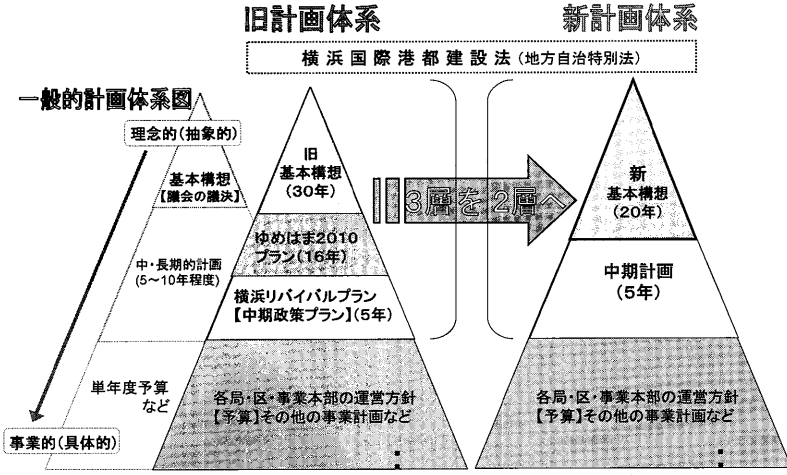 旧計画体系
新計画体系
横浜国際港都建設法(地方自治特別法)
一般的計画体系図
理念的(抽象的)
基本構想
【議会の議決】
中・長期的計画
(5～10年程度)
単年度予算
など
事業的(具体的)
旧
基本構想
(30年)
ゆめはま2010
プラン(16年)
横浜リバイバルプラン
【中期政策プラン】(5年)
各局・区・事業本部の運営方針
【予算】その他の事業計画など
3層を2層へ
新
基本構想
(20年)
中期計画
(5年)
各局・区・事業本部の運営方針
【予算】その他の事業計画など